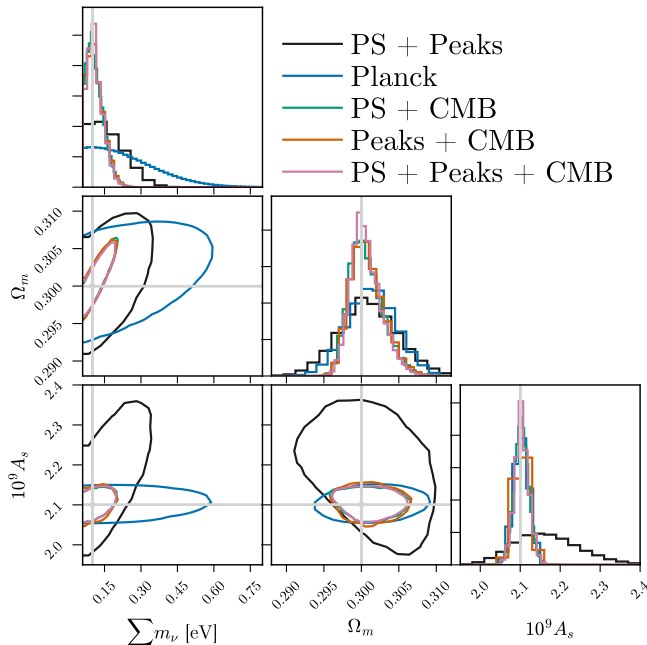 PS + Peaks
Planck
PS + CMB
Peaks + CMB
PS + Peaks + CMB
0.310
0.305
0.300
0.295
0.290
Ω_m
2.4
2.3
2.2
2.1
2.0
10^9 A_s
0.15 0.30 0.45 0.60 0.75
∑ m_ν [eV]
0.290 0.295 0.300 0.305 0.310
Ω_m
2.0 2.1 2.2 2.3 2.4
10^9 A_s